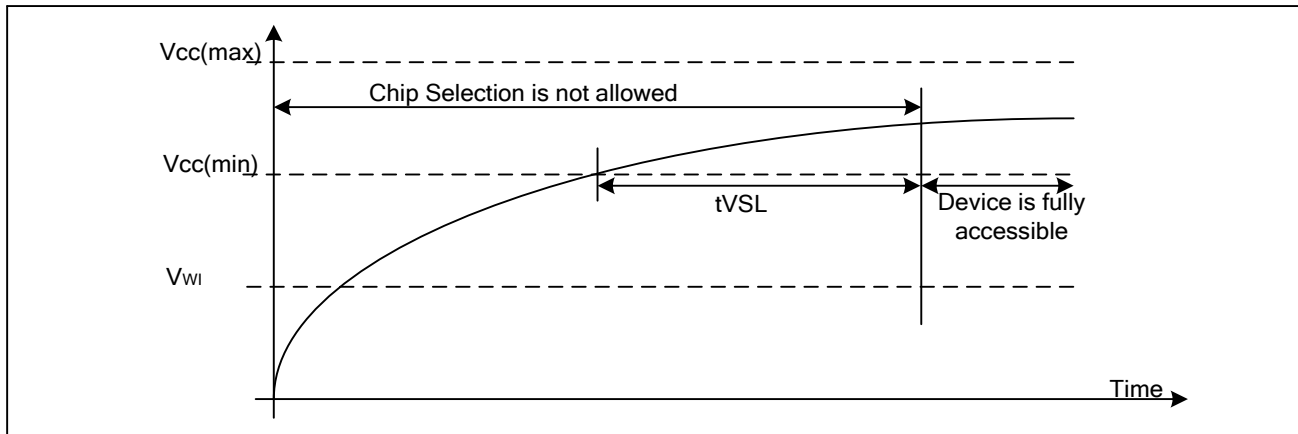 Vcc(max)
Chip Selection is not allowed
Vcc(min)
tVSL
Device is fully
accessible
VWI
Time